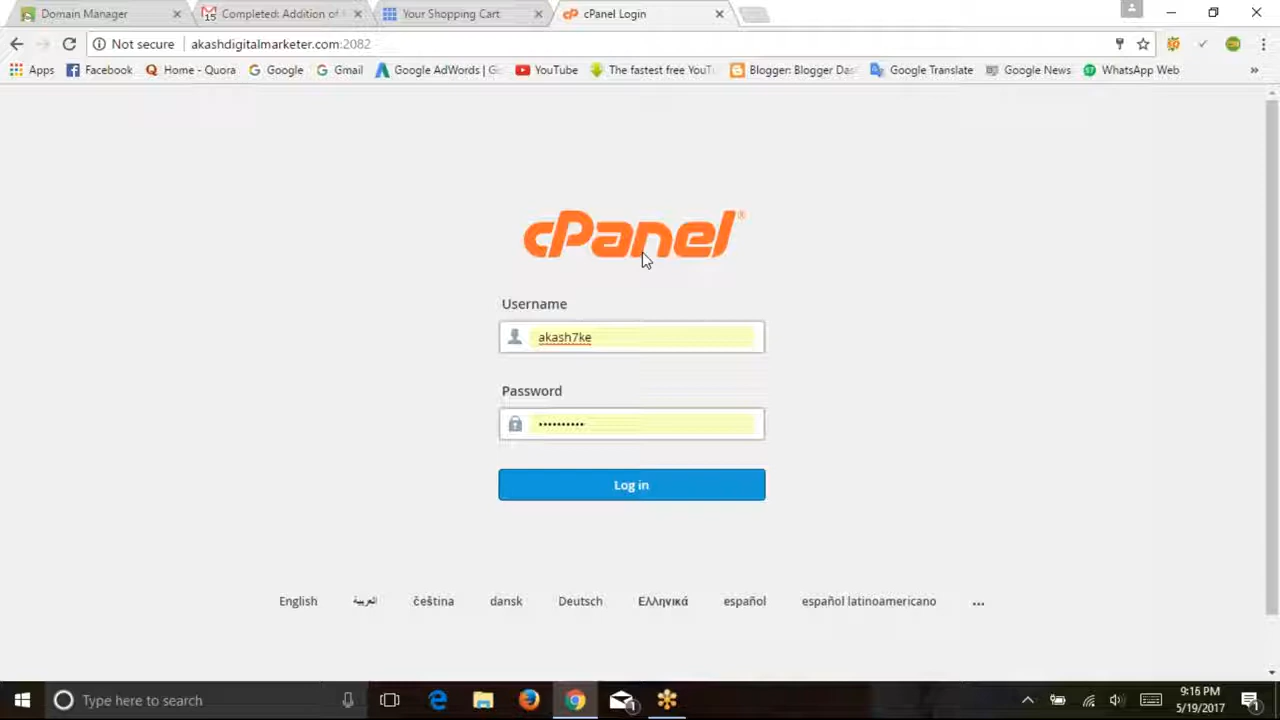 Domain Manager
Completed: Addition of
Your Shopping Cart
cPanel Login
Not secure
akashdigitalmarketer.com:2082
Apps
Facebook
Home - Quora
Google
Gmail
Google AdWords | G
YouTube
The fastest free YouT
Blogger: Blogger Das
Google Translate
Google News
WhatsApp Web
cPanel®
Username
akash7ke
Password
••••••••••
Log in
English
العربية
čeština
dansk
Deutsch
Ελληνικά
español
español latinoamericano
...
Type here to search
9:16 PM
5/19/2017